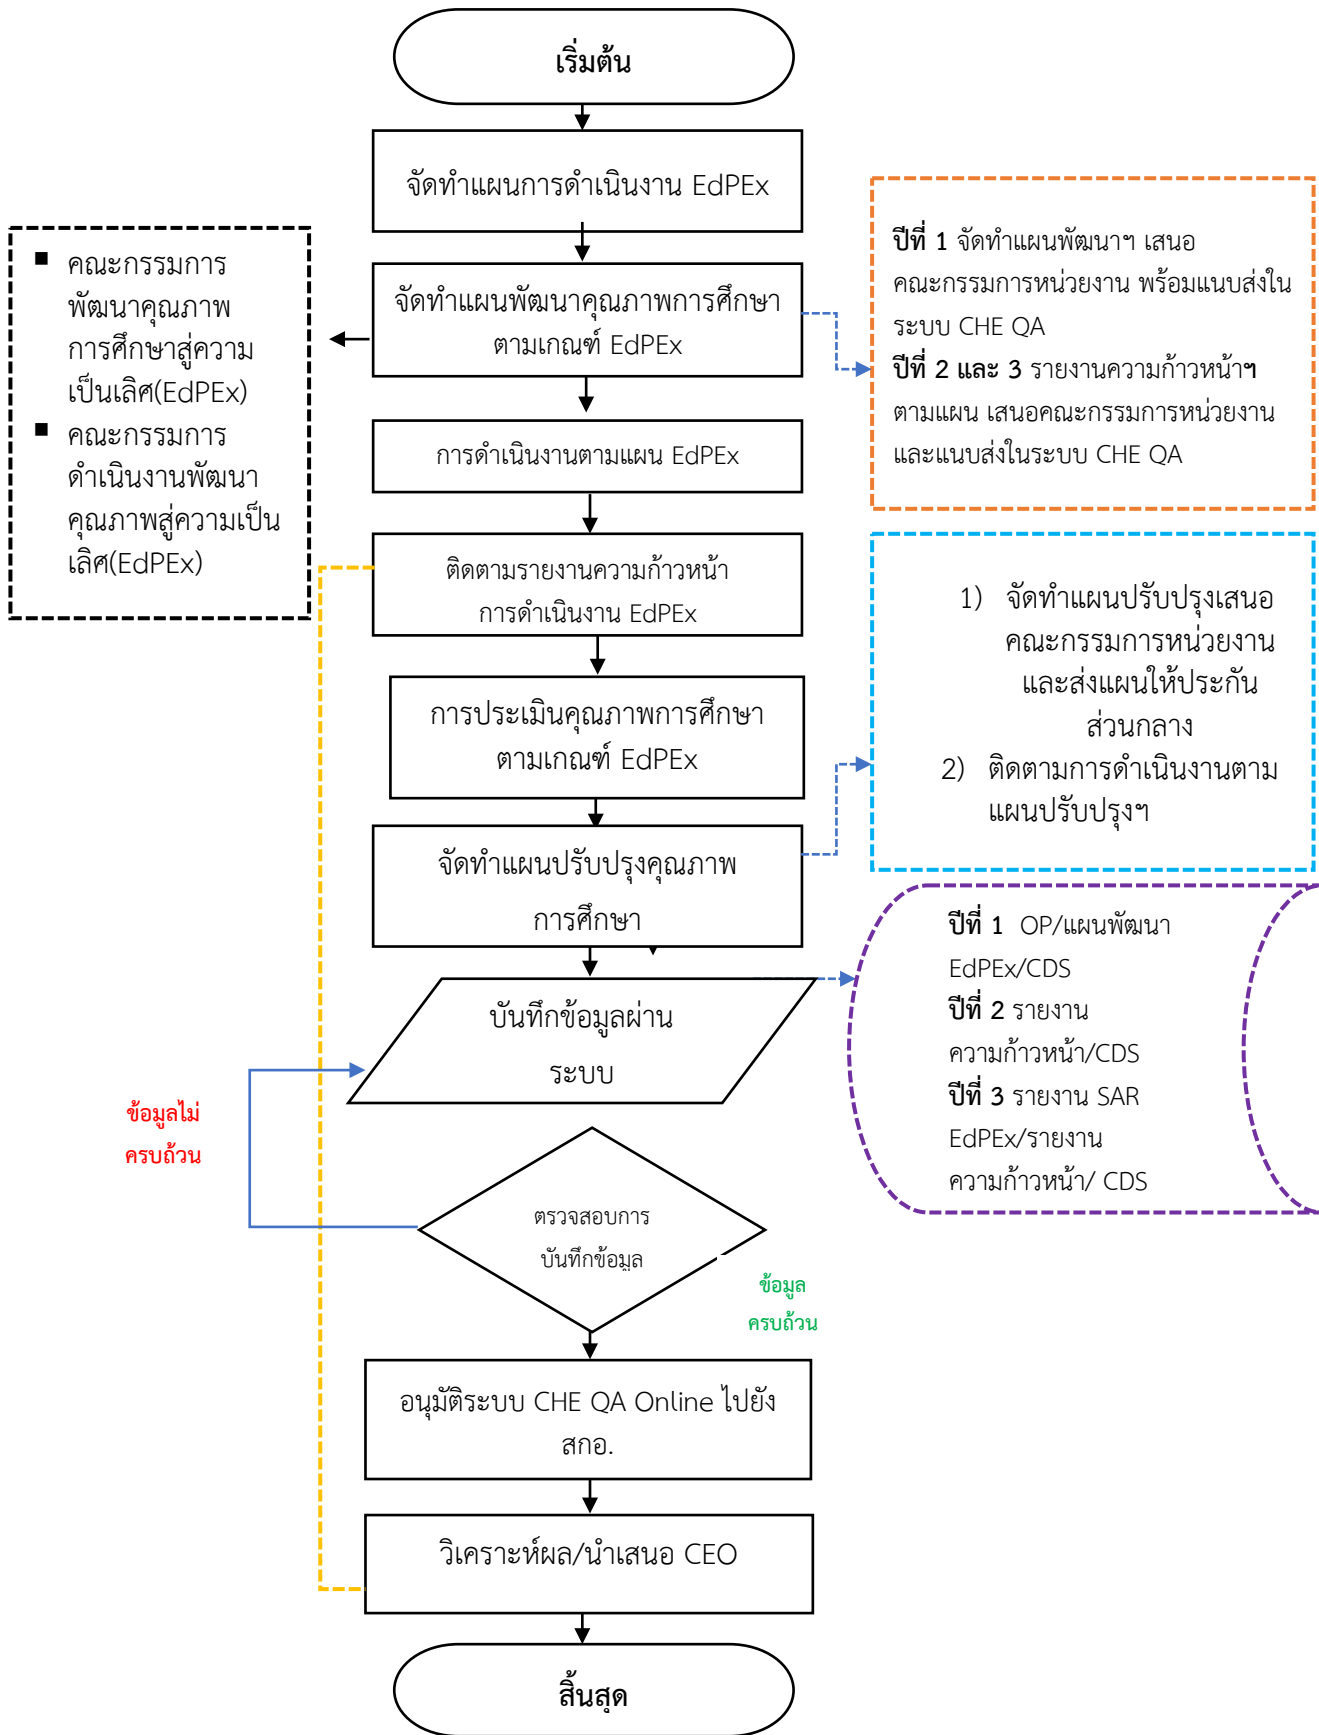 เริ่มต้น
จัดทำแผนการดำเนินงาน EdPEx
■ คณะกรรมการ
พัฒนาคุณภาพ
การศึกษาสู่ความ
เป็นเลิศ(EdPEx)
■ คณะกรรมการ
ดำเนินงานพัฒนา
คุณภาพสู่ความเป็น
เลิศ(EdPEx)
จัดทำแผนพัฒนาคุณภาพการศึกษา
ตามเกณฑ์ EdPEx
ปีที่ 1 จัดทำแผนพัฒนาฯ เสนอ
คณะกรรมการหน่วยงาน พร้อมแนบส่งใน
ระบบ CHE QA
ปีที่ 2 และ 3 รายงานความก้าวหน้าฯ
ตามแผน เสนอคณะกรรมการหน่วยงาน
และแนบส่งในระบบ CHE QA
การดำเนินงานตามแผน EdPEx
ติดตามรายงานความก้าวหน้า
การดำเนินงาน EdPEx
การประเมินคุณภาพการศึกษา
ตามเกณฑ์ EdPEx
1) จัดทำแผนปรับปรุงเสนอ
คณะกรรมการหน่วยงาน
และส่งแผนให้ประกัน
ส่วนกลาง
2) ติดตามการดำเนินงานตาม
แผนปรับปรุงฯ
จัดทำแผนปรับปรุงคุณภาพ
การศึกษา
ปีที่ 1 OP/แผนพัฒนา
EdPEx/CDS
ปีที่ 2 รายงาน
ความก้าวหน้า/CDS
ปีที่ 3 รายงาน SAR
EdPEx/รายงาน
ความก้าวหน้า/ CDS
บันทึกข้อมูลผ่าน
ระบบ
ข้อมูลไม่
ครบถ้วน
ตรวจสอบการ
บันทึกข้อมูล
ข้อมูล
ครบถ้วน
อนุมัติระบบ CHE QA Online ไปยัง
สกอ.
วิเคราะห์ผล/นำเสนอ CEO
สิ้นสุด